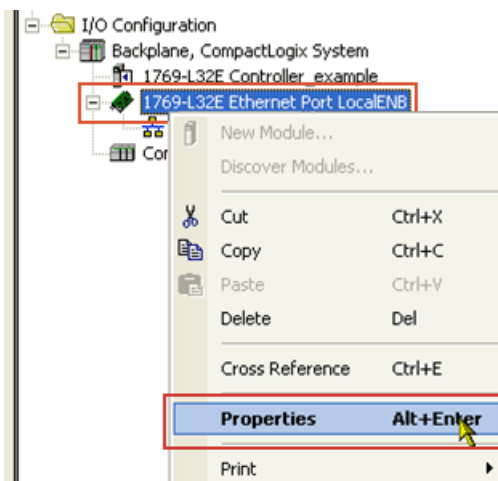 I/O Configuration
Backplane, CompactLogix System
1769-L32E Controller_example
1769-L32E Ethernet Port LocalENB
New Module...
Cor
Discover Modules...
Cut Ctrl+X
Copy Ctrl+C
Paste Ctrl+V
Delete Del
Cross Reference Ctrl+E
Properties Alt+Enter
Print